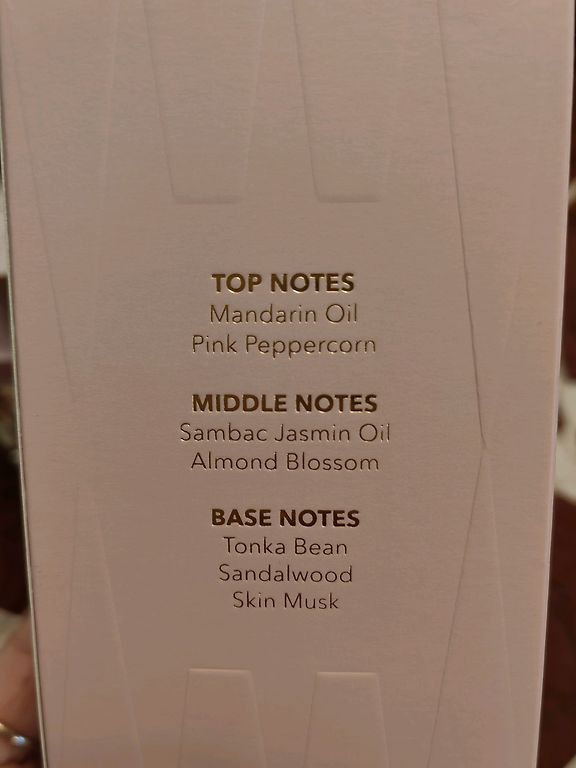 TOP NOTES
Mandarin Oil
Pink Peppercorn
MIDDLE NOTES
Sambac Jasmin Oil
Almond Blossom
BASE NOTES
Tonka Bean
Sandalwood
Skin Musk